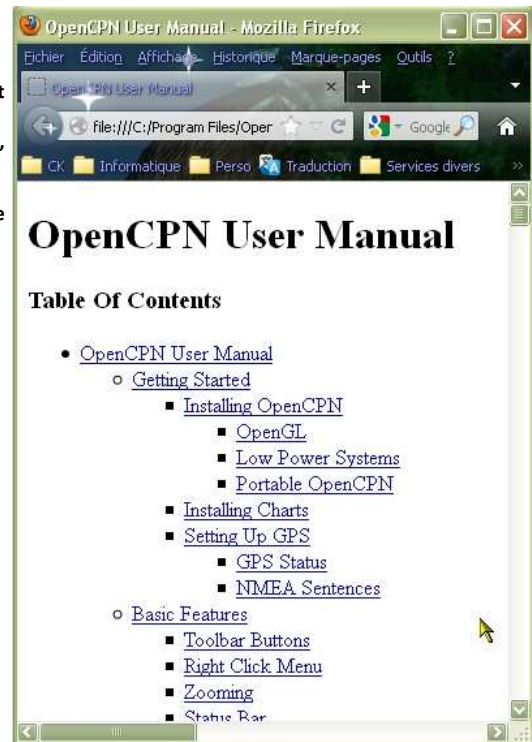 OpenCPN User Manual - Mozilla Firefox
Fichier Édition Affichage Historique Marque-pages Outils ?
OpenCPN User Manual × +
file:///C:/Program Files/Oper Google
CK Informatique Perso Traduction Services divers »
t
,
e
OpenCPN User Manual
Table Of Contents
OpenCPN User Manual
Getting Started
Installing OpenCPN
OpenGL
Low Power Systems
Portable OpenCPN
Installing Charts
Setting Up GPS
GPS Status
NMEA Sentences
Basic Features
Toolbar Buttons
Right Click Menu
Zooming
Status Bar